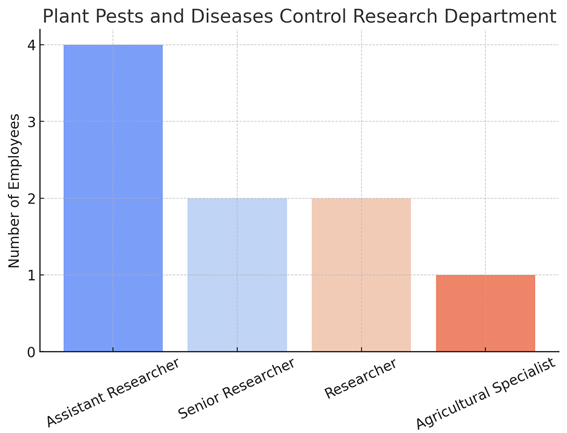 Plant Pests and Diseases Control Research Department
Number of Employees
4
3
2
1
0
Assistant Researcher
Senior Researcher
Researcher
Agricultural Specialist